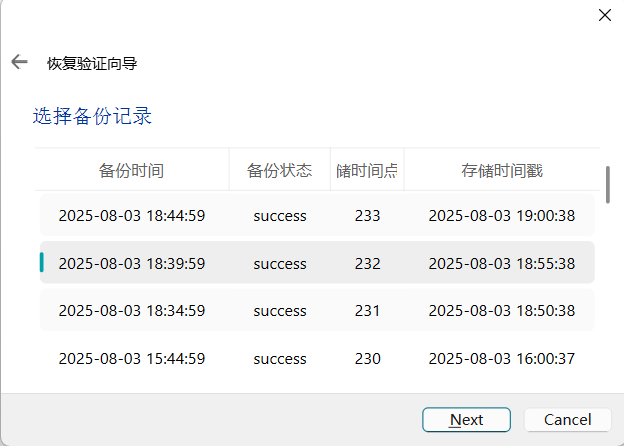 恢复验证向导
选择备份记录
备份时间 备份状态 储时间点 存储时间戳
2025-08-03 18:44:59 success 233 2025-08-03 19:00:38
2025-08-03 18:39:59 success 232 2025-08-03 18:55:38
2025-08-03 18:34:59 success 231 2025-08-03 18:50:38
2025-08-03 15:44:59 success 230 2025-08-03 16:00:37
Next Cancel